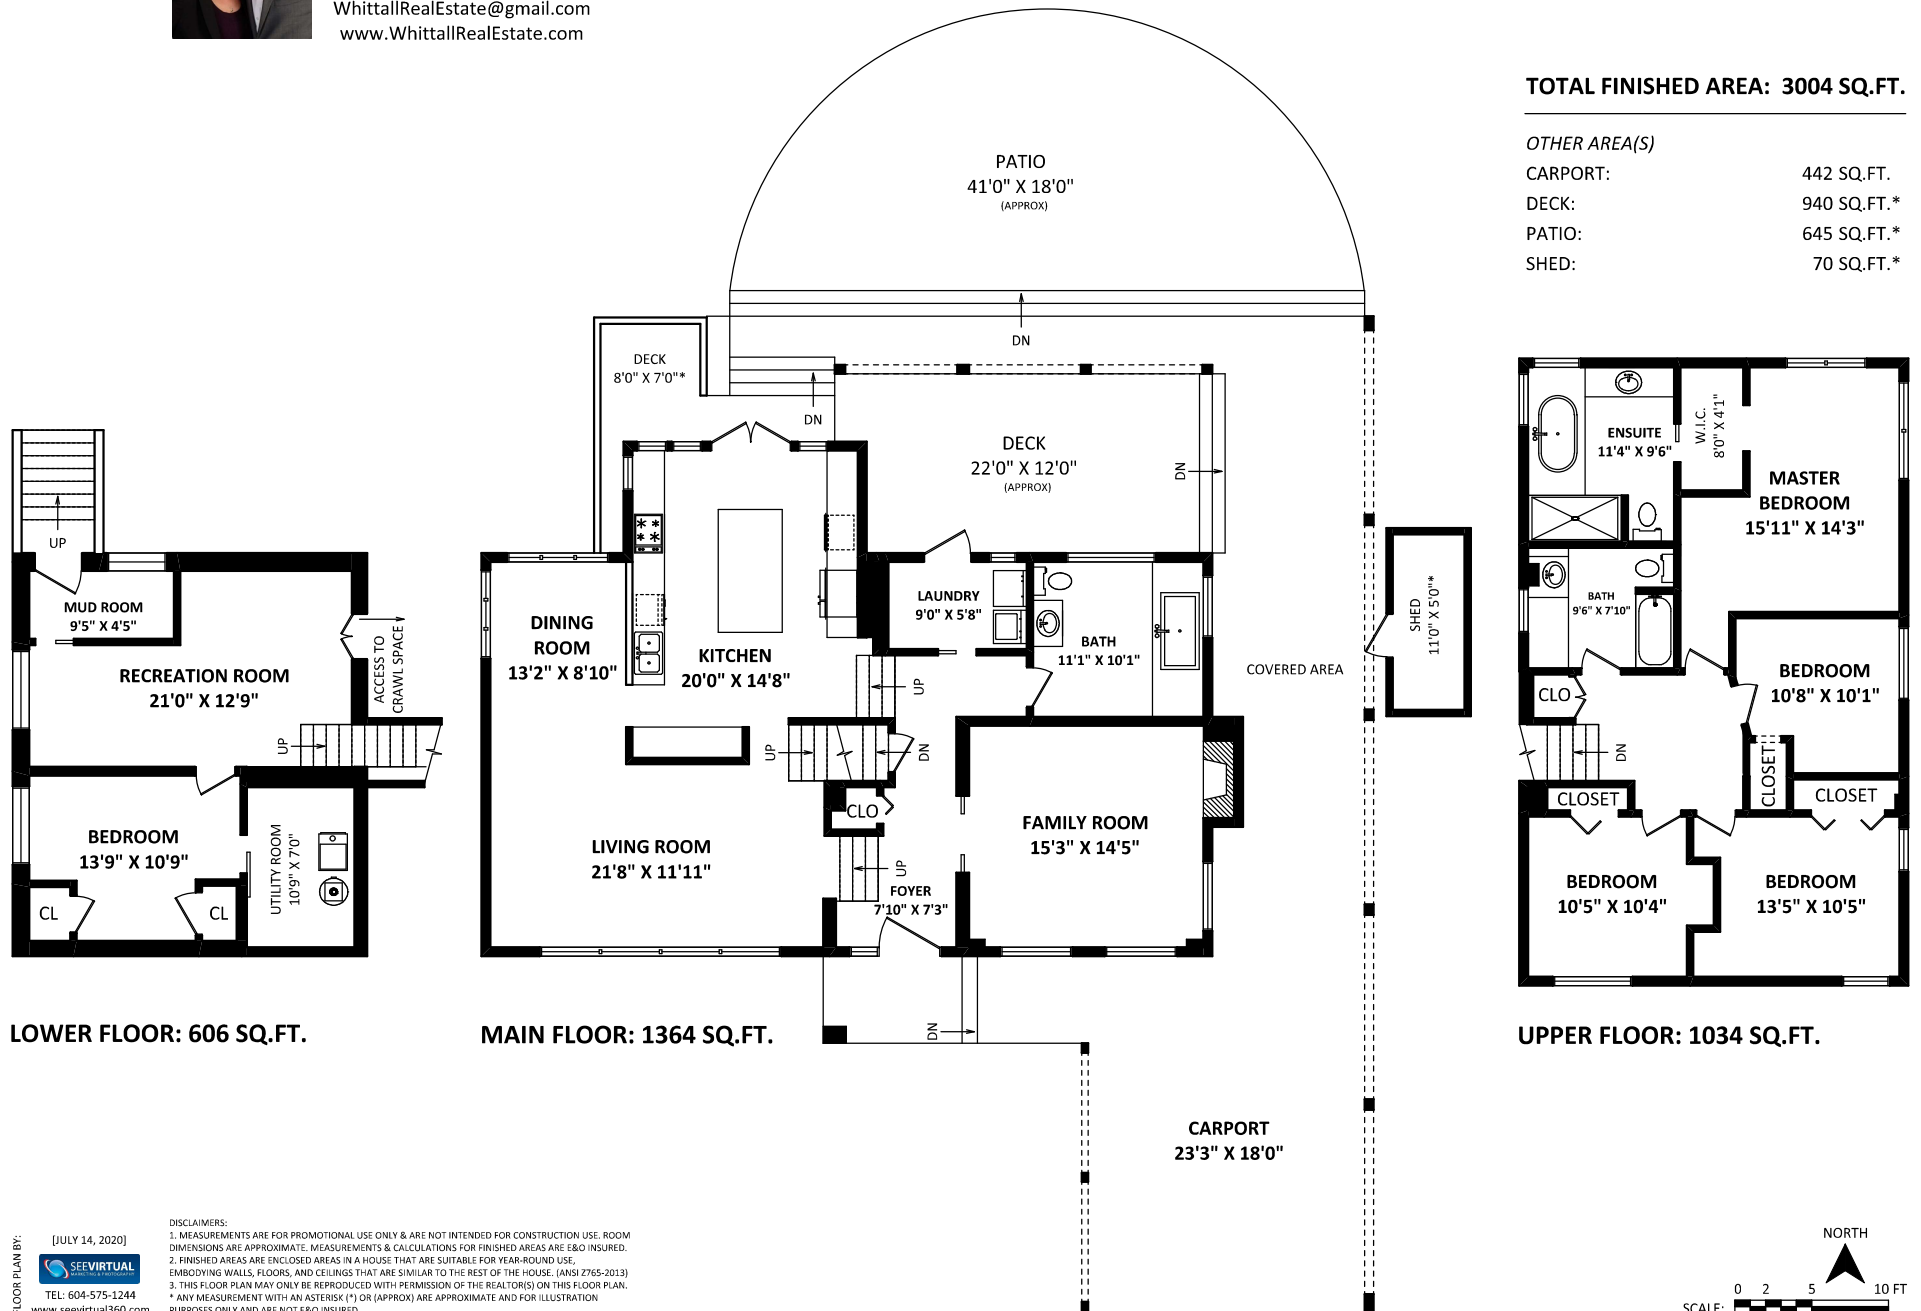 WhittallRealEstate@gmail.com
www.WhittallRealEstate.com
TOTAL FINISHED AREA: 3004 SQ.FT.
OTHER AREA(S)
CARPORT: 442 SQ.FT.
DECK: 940 SQ.FT.*
PATIO: 645 SQ.FT.*
SHED: 70 SQ.FT.*
PATIO
41'0" X 18'0"
(APPROX)
DN
DECK
8'0" X 7'0"*
DN
DECK
22'0" X 12'0"
(APPROX)
DN
UP
MUD ROOM
9'5" X 4'5"
RECREATION ROOM
21'0" X 12'9"
ACCESS TO
CRAWL SPACE
UP
BEDROOM
13'9" X 10'9"
CL
CL
UTILITY ROOM
10'9" X 7'0"
LOWER FLOOR: 606 SQ.FT.
DINING
ROOM
13'2" X 8'10"
KITCHEN
20'0" X 14'8"
LAUNDRY
9'0" X 5'8"
BATH
11'1" X 10'1"
UP
UP
DN
CLO
LIVING ROOM
21'8" X 11'11"
UP
FOYER
7'10" X 7'3"
FAMILY ROOM
15'3" X 14'5"
COVERED AREA
SHED
11'0" X 5'0"*
DN
MAIN FLOOR: 1364 SQ.FT.
CARPORT
23'3" X 18'0"
ENSUITE
11'4" X 9'6"
W.I.C.
8'0" X 4'1"
MASTER
BEDROOM
15'11" X 14'3"
BATH
9'6" X 7'10"
CLO
BEDROOM
10'8" X 10'1"
DN
CLOSET
CLOSET
CLOSET
BEDROOM
10'5" X 10'4"
BEDROOM
13'5" X 10'5"
UPPER FLOOR: 1034 SQ.FT.
FLOOR PLAN BY:
[JULY 14, 2020]
SEEVIRTUAL
MARKETING & PHOTOGRAPHY
TEL: 604-575-1244
www.seevirtual360.com
DISCLAIMERS:
1. MEASUREMENTS ARE FOR PROMOTIONAL USE ONLY & ARE NOT INTENDED FOR CONSTRUCTION USE. ROOM
DIMENSIONS ARE APPROXIMATE. MEASUREMENTS & CALCULATIONS FOR FINISHED AREAS ARE E&O INSURED.
2. FINISHED AREAS ARE ENCLOSED AREAS IN A HOUSE THAT ARE SUITABLE FOR YEAR-ROUND USE,
EMBODYING WALLS, FLOORS, AND CEILINGS THAT ARE SIMILAR TO THE REST OF THE HOUSE. (ANSI Z765-2013)
3. THIS FLOOR PLAN MAY ONLY BE REPRODUCED WITH PERMISSION OF THE REALTOR(S) ON THIS FLOOR PLAN.
* ANY MEASUREMENT WITH AN ASTERISK (*) OR (APPROX) ARE APPROXIMATE AND FOR ILLUSTRATION
PURPOSES ONLY AND ARE NOT E&O INSURED.
NORTH
0 2 5 10 FT
SCALE: